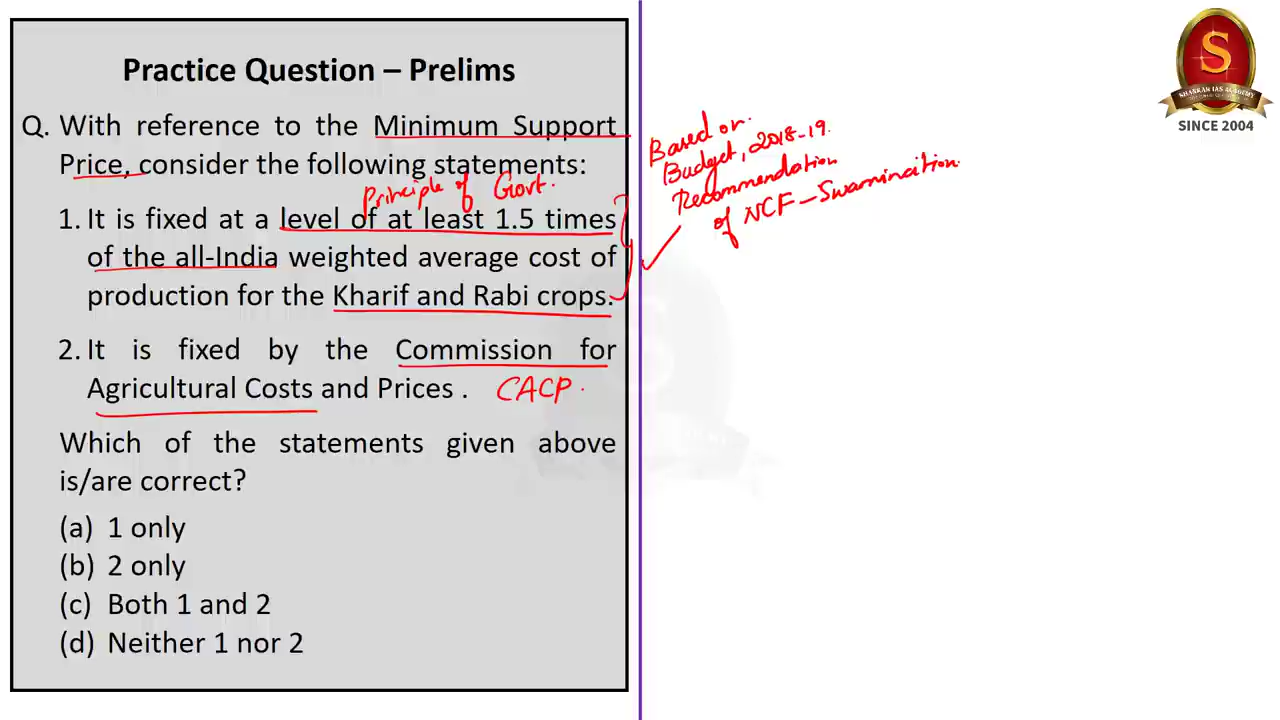 Practice Question – Prelims
Q. With reference to the Minimum Support
Price, consider the following statements:
Principle of Govt.
1. It is fixed at a level of at least 1.5 times
of the all-India weighted average cost of
production for the Kharif and Rabi crops.
2. It is fixed by the Commission for
Agricultural Costs and Prices .
CACP.
Which of the statements given above
is/are correct?
(a) 1 only
(b) 2 only
(c) Both 1 and 2
(d) Neither 1 nor 2
Based on
Budget, 2018-19.
Recommendation
of NCF – Swamination
S
SHANKAR IAS ACADEMY
SINCE 2004